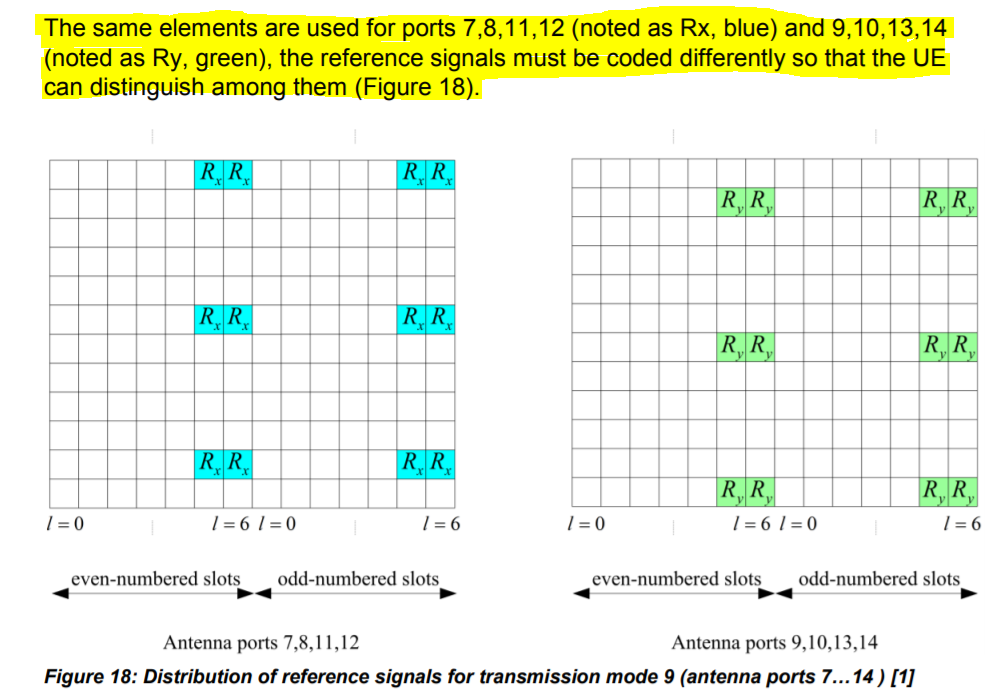 The same elements are used for ports 7,8,11,12 (noted as Rx, blue) and 9,10,13,14
(noted as Ry, green), the reference signals must be coded differently so that the UE
can distinguish among them (Figure 18).
R_x R_x R_x R_x
R_y R_y R_y R_y
R_x R_x R_x R_x
R_y R_y R_y R_y
R_x R_x R_x R_x
R_y R_y R_y R_y
l = 0 l = 6 l = 0 l = 6 l = 0 l = 6 l = 0 l = 6
even-numbered slots odd-numbered slots even-numbered slots odd-numbered slots
Antenna ports 7,8,11,12 Antenna ports 9,10,13,14
Figure 18: Distribution of reference signals for transmission mode 9 (antenna ports 7...14 ) [1]